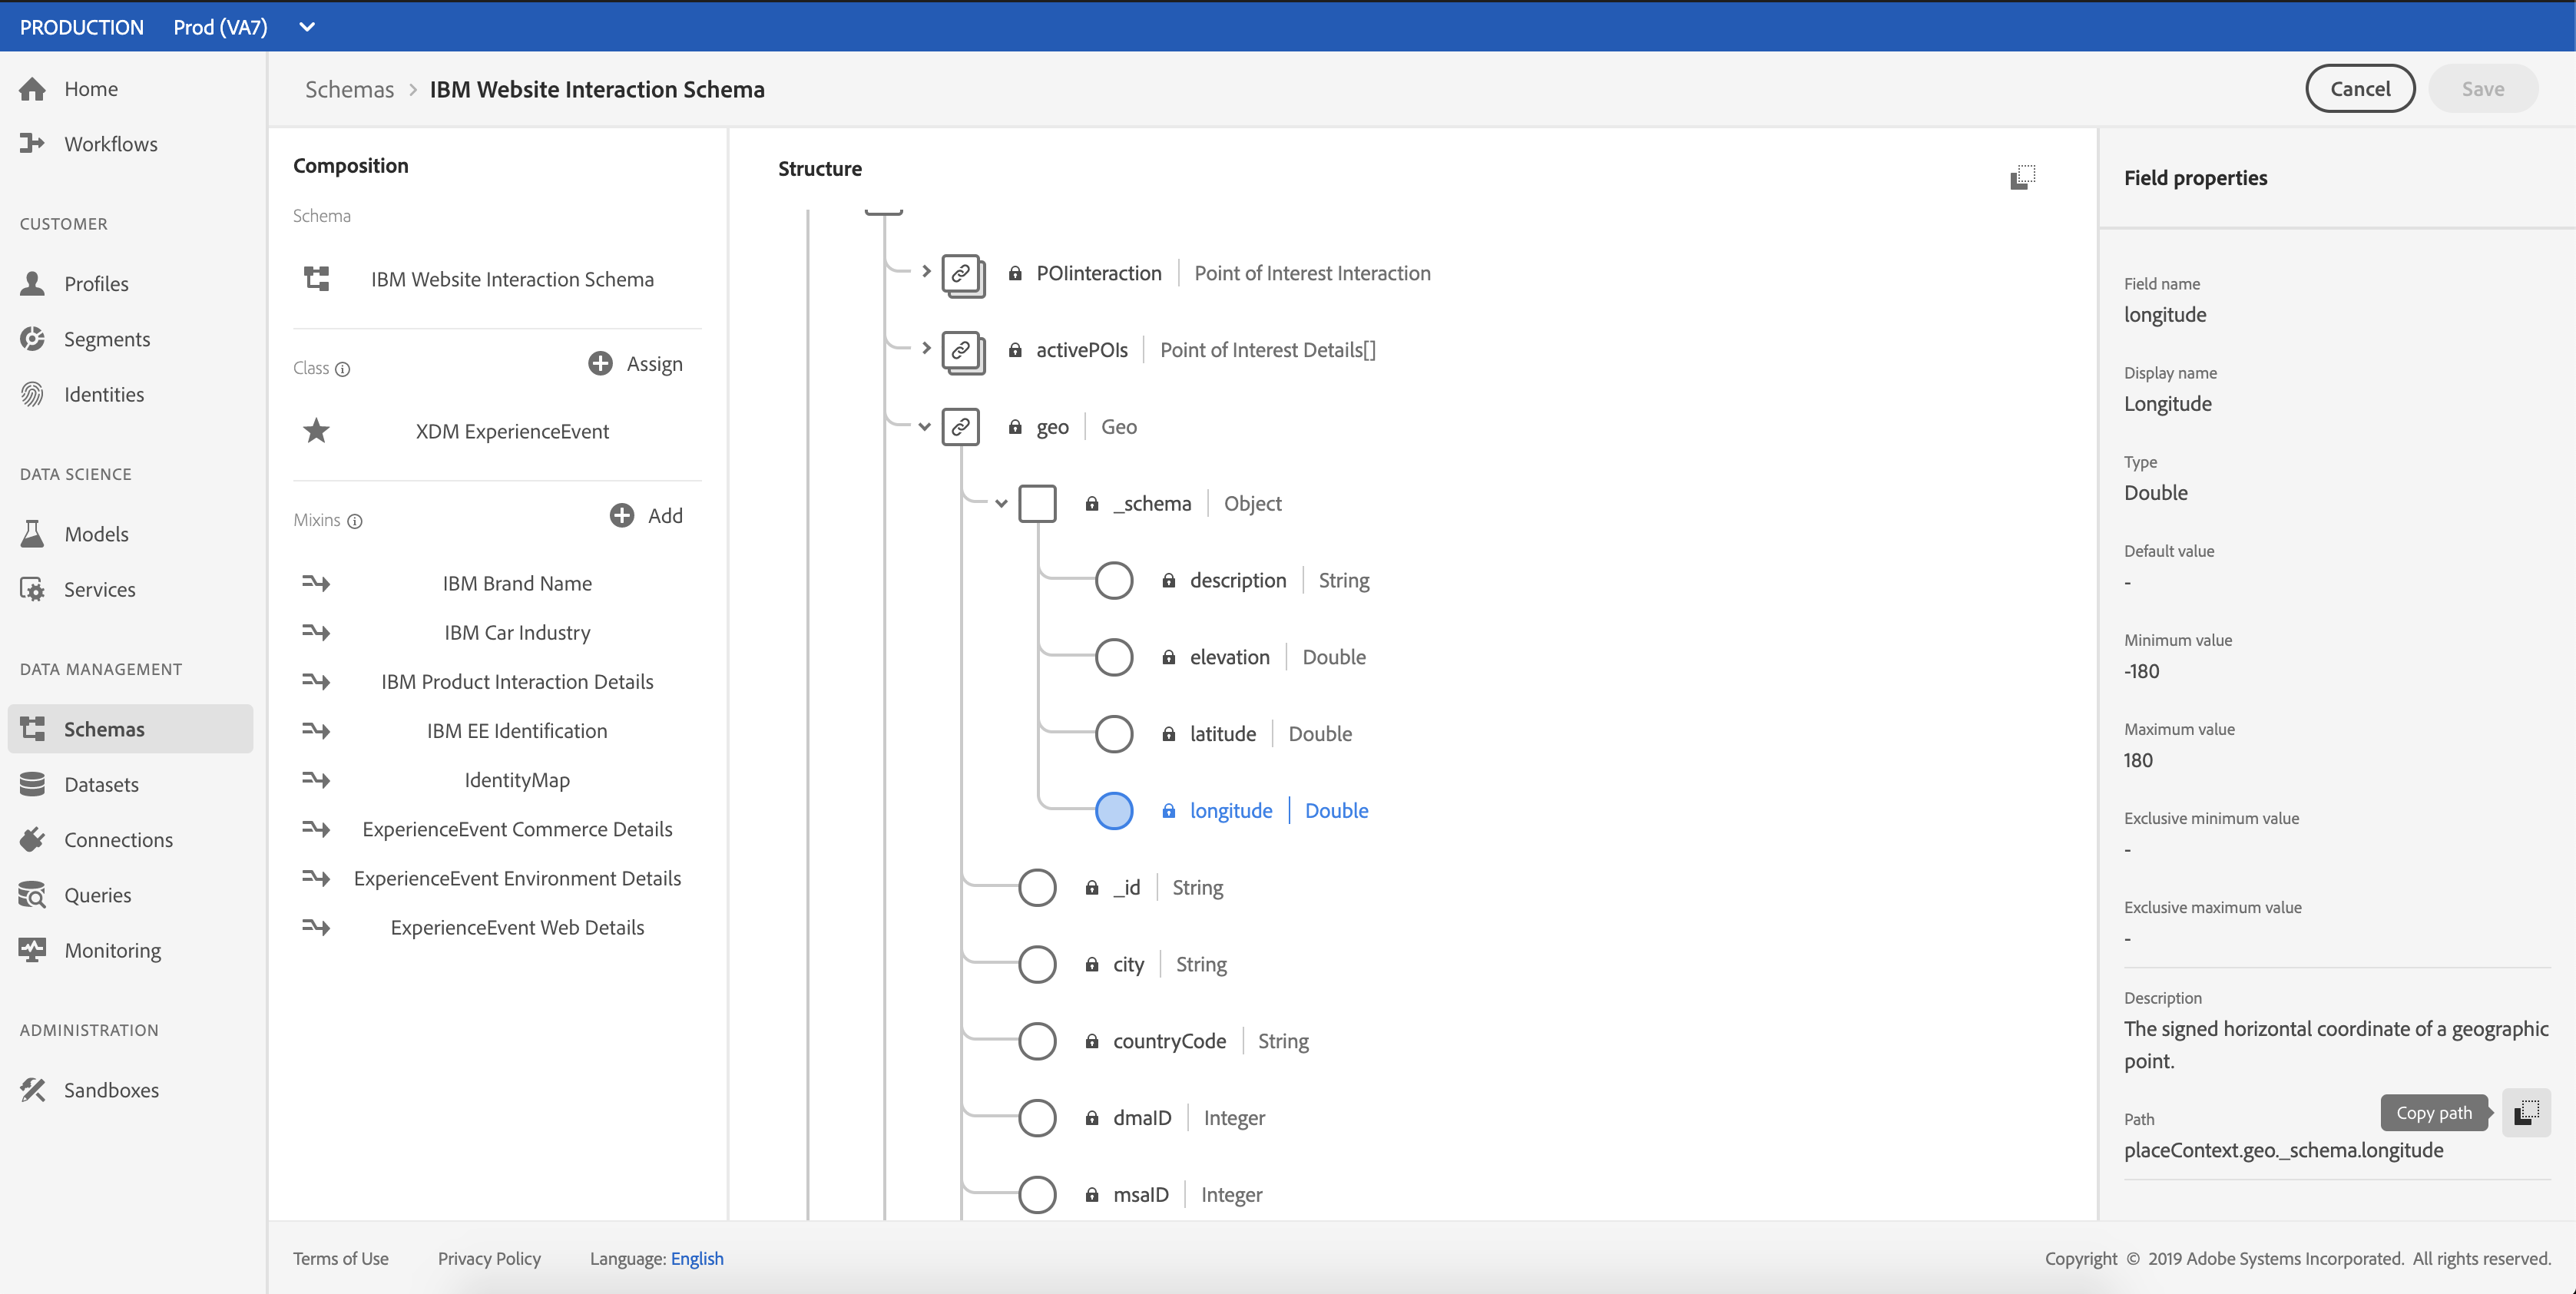 PRODUCTION Prod (VA7)
Home
Workflows
CUSTOMER
Profiles
Segments
Identities
DATA SCIENCE
Models
Services
DATA MANAGEMENT
Schemas
Datasets
Connections
Queries
Monitoring
ADMINISTRATION
Sandboxes
Schemas > IBM Website Interaction Schema
Cancel
Save
Composition
Schema
IBM Website Interaction Schema
Class
Assign
XDM ExperienceEvent
Mixins
Add
IBM Brand Name
IBM Car Industry
IBM Product Interaction Details
IBM EE Identification
IdentityMap
ExperienceEvent Commerce Details
ExperienceEvent Environment Details
ExperienceEvent Web Details
Structure
POIinteraction | Point of Interest Interaction
activePOIs | Point of Interest Details[]
geo | Geo
_schema | Object
description | String
elevation | Double
latitude | Double
longitude | Double
_id | String
city | String
countryCode | String
dmaID | Integer
msaID | Integer
Field properties
Field name
longitude
Display name
Longitude
Type
Double
Default value
-
Minimum value
-180
Maximum value
180
Exclusive minimum value
-
Exclusive maximum value
-
Description
The signed horizontal coordinate of a geographic
point.
Copy path
Path
placeContext.geo._schema.longitude
Terms of Use Privacy Policy Language: English
Copyright © 2019 Adobe Systems Incorporated. All rights reserved.